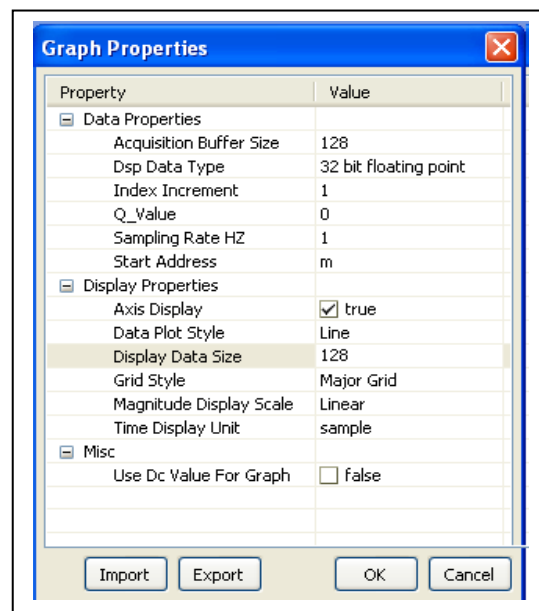 Graph Properties
Property Value
Data Properties
Acquisition Buffer Size 128
Dsp Data Type 32 bit floating point
Index Increment 1
Q_Value 0
Sampling Rate HZ 1
Start Address m
Display Properties
Axis Display true
Data Plot Style Line
Display Data Size 128
Grid Style Major Grid
Magnitude Display Scale Linear
Time Display Unit sample
Misc
Use Dc Value For Graph false
Import Export OK Cancel